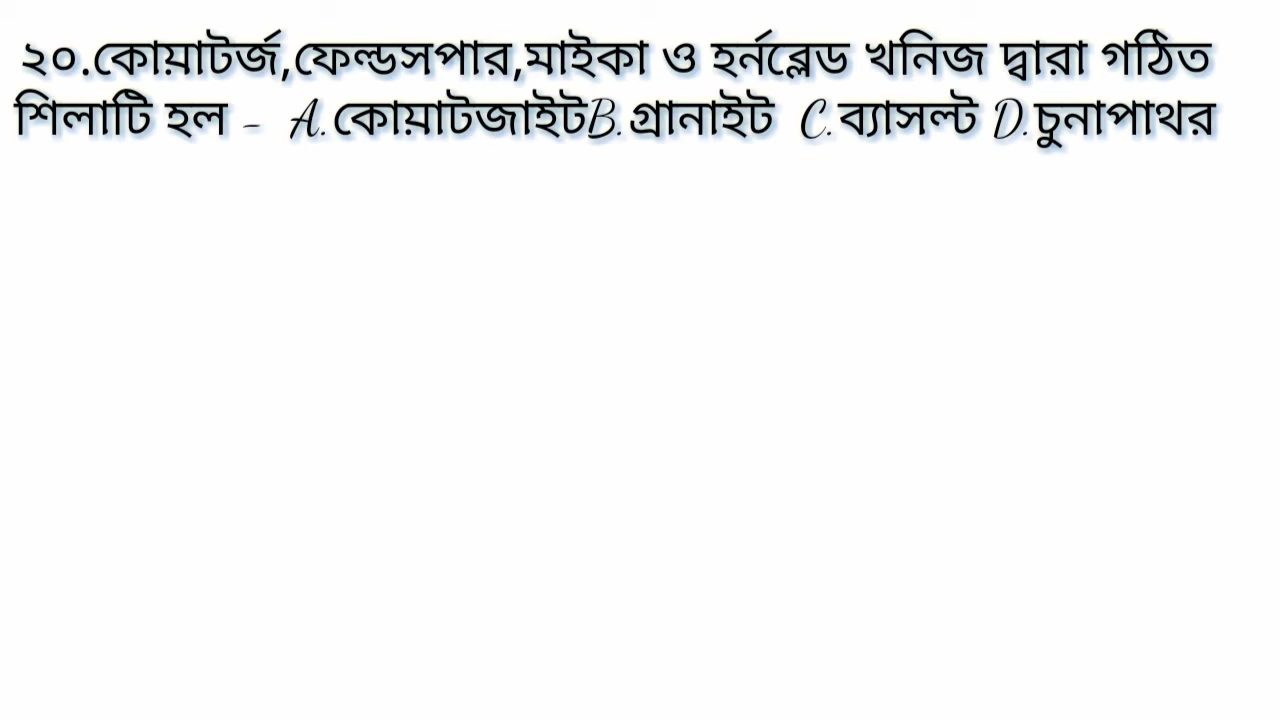 ২০.কোয়াটর্জ,ফেল্ডসপার,মাইকা ও হর্নব্লেড খনিজ দ্বারা গঠিত
শিলাটি হল - A.কোয়াটজাইটB.গ্রানাইট C.ব্যাসল্ট D.চুনাপাথর